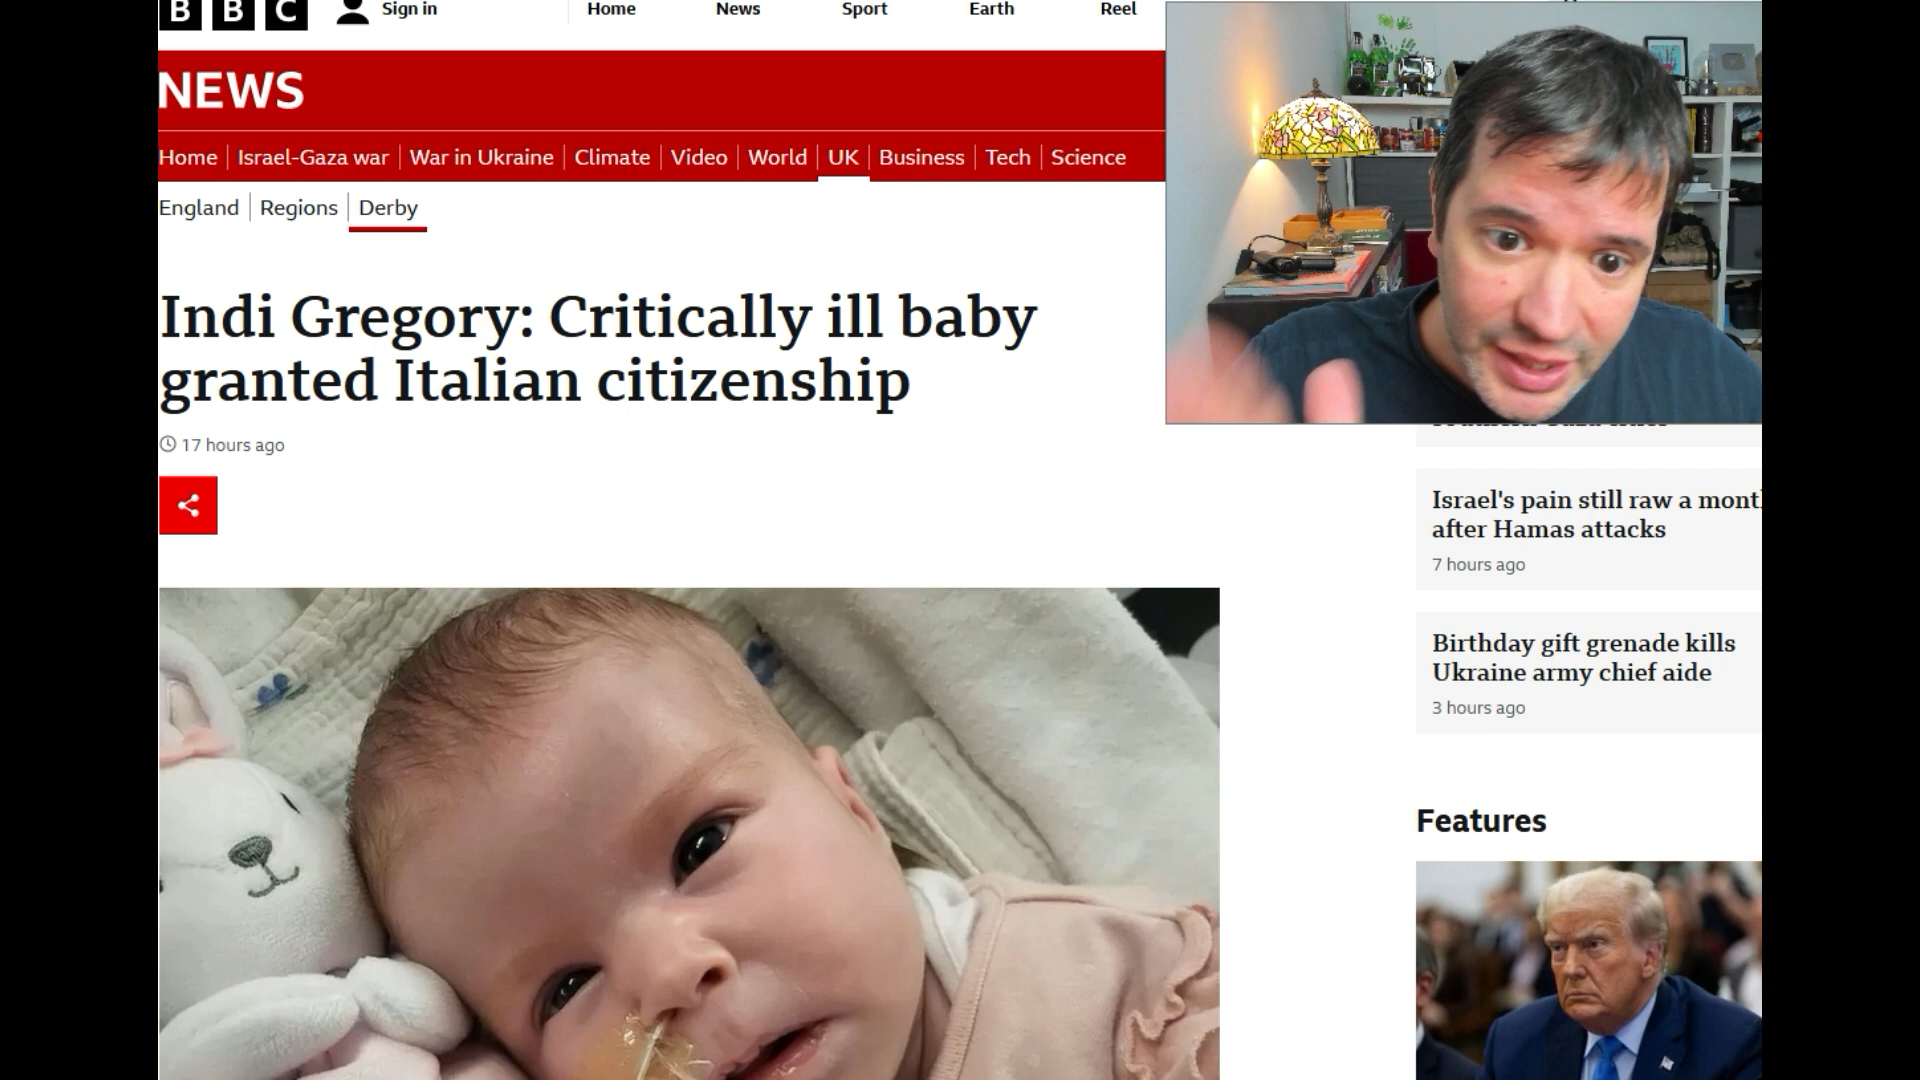 BBC
Sign in
Home
News
Sport
Earth
Reel
NEWS
Home
Israel-Gaza war
War in Ukraine
Climate
Video
World
UK
Business
Tech
Science
England
Regions
Derby
Indi Gregory: Critically ill baby
granted Italian citizenship
17 hours ago
Israel's pain still raw a month
after Hamas attacks
7 hours ago
Birthday gift grenade kills
Ukraine army chief aide
3 hours ago
Features